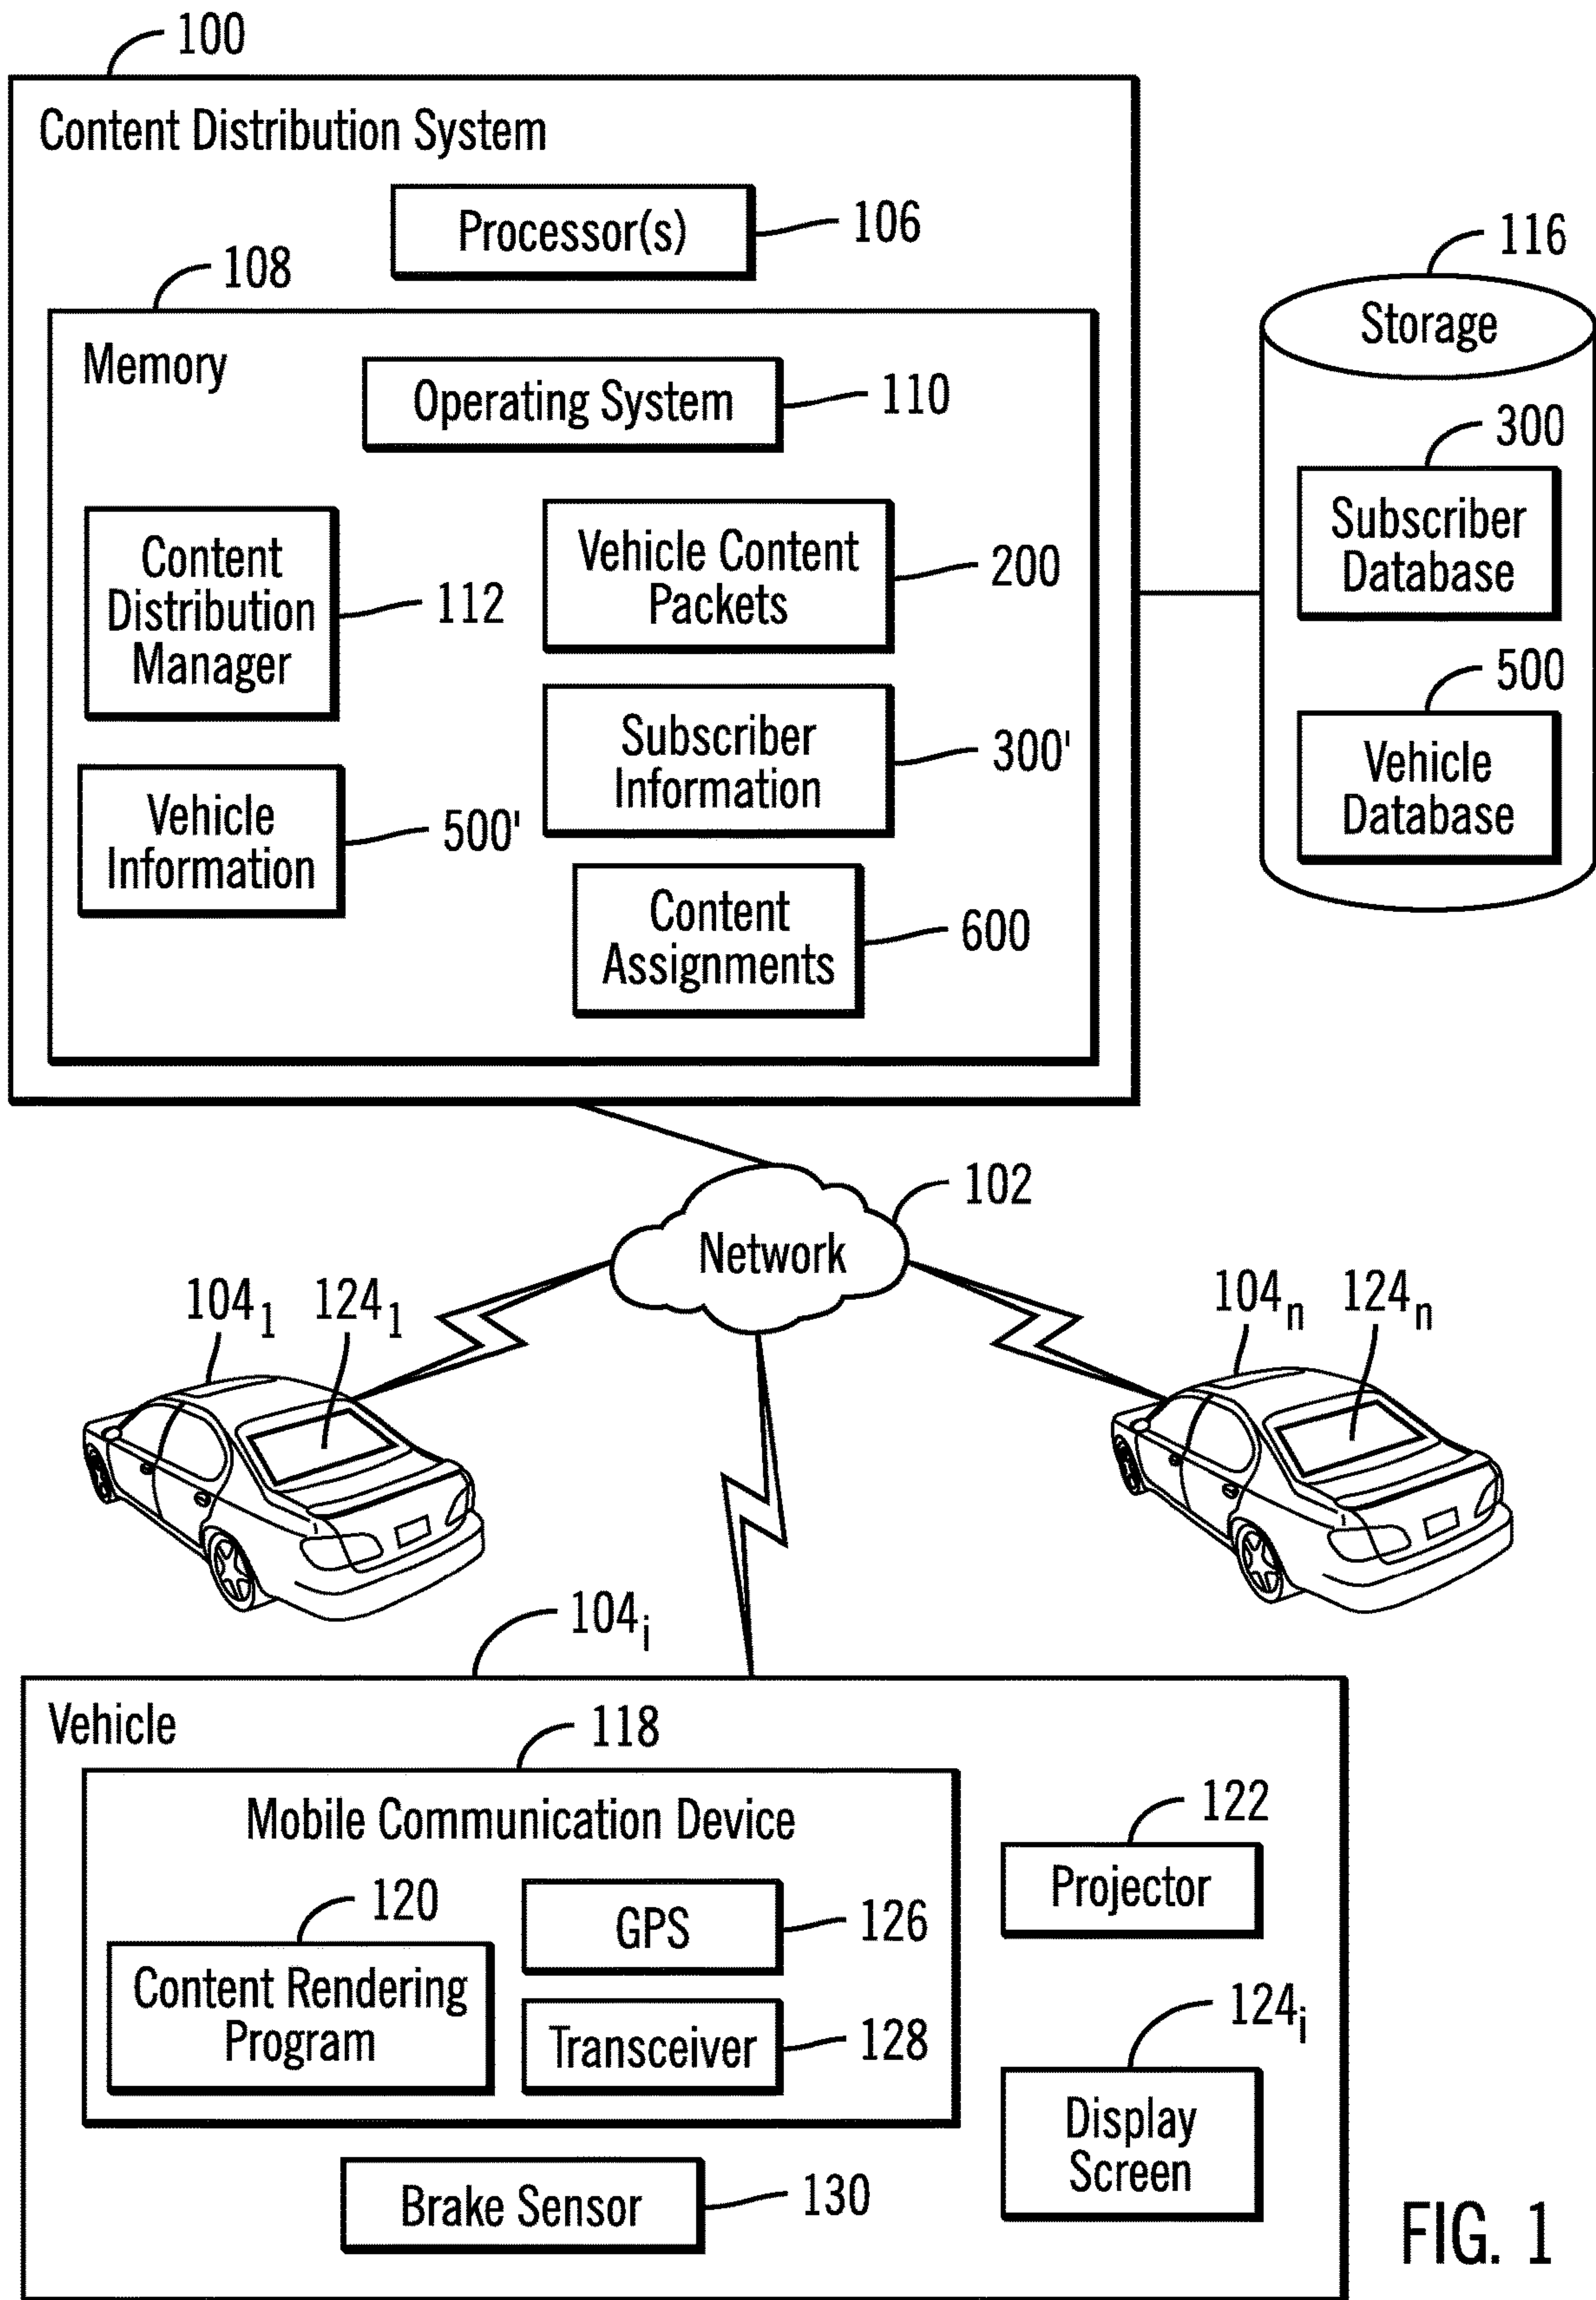 100
Content Distribution System
Processor(s)
106
108
Memory
Operating System
110
Content
Distribution
Manager
112
Vehicle Content
Packets
200
Subscriber
Information
300'
Vehicle
Information
500'
Content
Assignments
600
116
Storage
300
Subscriber
Database
500
Vehicle
Database
102
Network
104₁
124₁
104ₙ
124ₙ
104ᵢ
Vehicle
118
Mobile Communication Device
120
Content Rendering
Program
GPS
126
Transceiver
128
122
Projector
124ᵢ
Display
Screen
Brake Sensor
130
FIG. 1